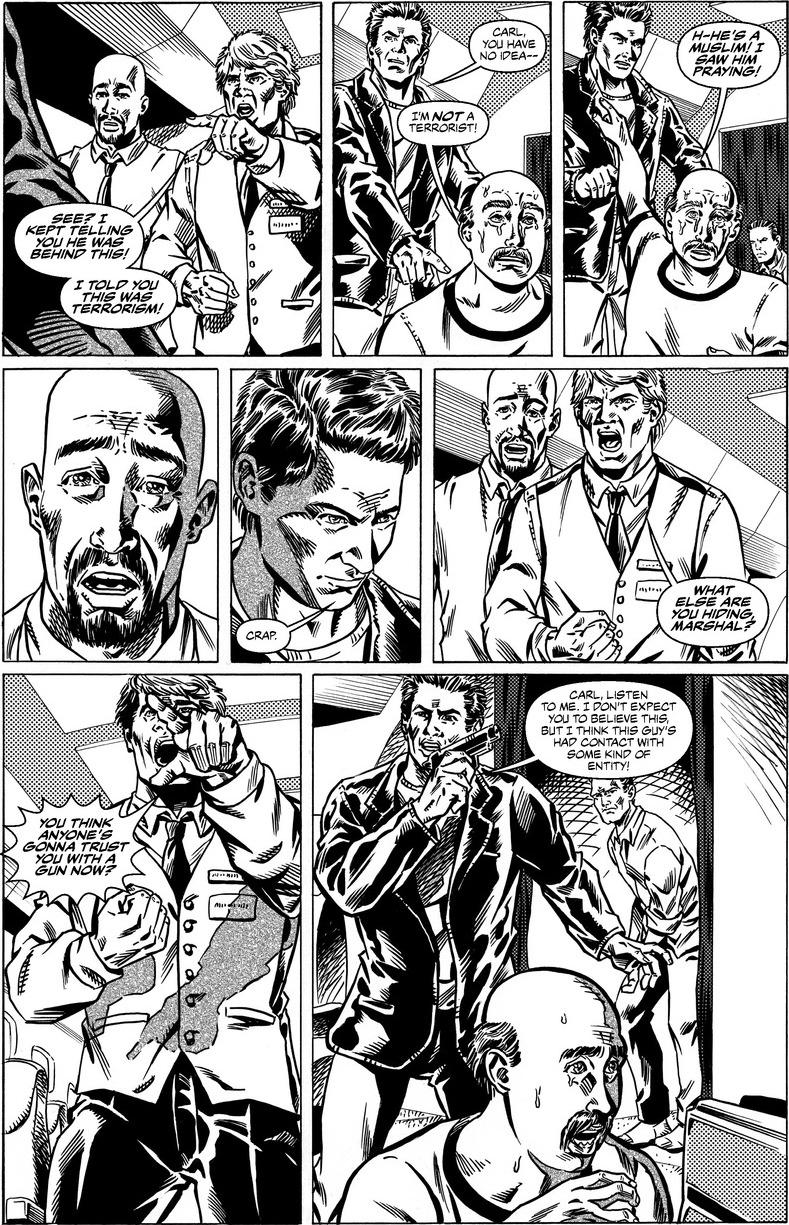 SEE? I
KEPT TELLING
YOU HE WAS
BEHIND THIS!
I TOLD YOU
THIS WAS
TERRORISM!
CARL,
YOU HAVE
NO IDEA--
I'M NOT A
TERRORIST!
H-HE'S A
MUSLIM! I
SAW HIM
PRAYING!
CRAP.
WHAT
ELSE ARE
YOU HIDING,
MARSHAL?
YOU THINK
ANYONE'S
GONNA TRUST
YOU WITH A
GUN NOW?
CARL, LISTEN
TO ME. I DON'T EXPECT
YOU TO BELIEVE THIS,
BUT I THINK THIS GUY'S
HAD CONTACT WITH
SOME KIND OF
ENTITY!